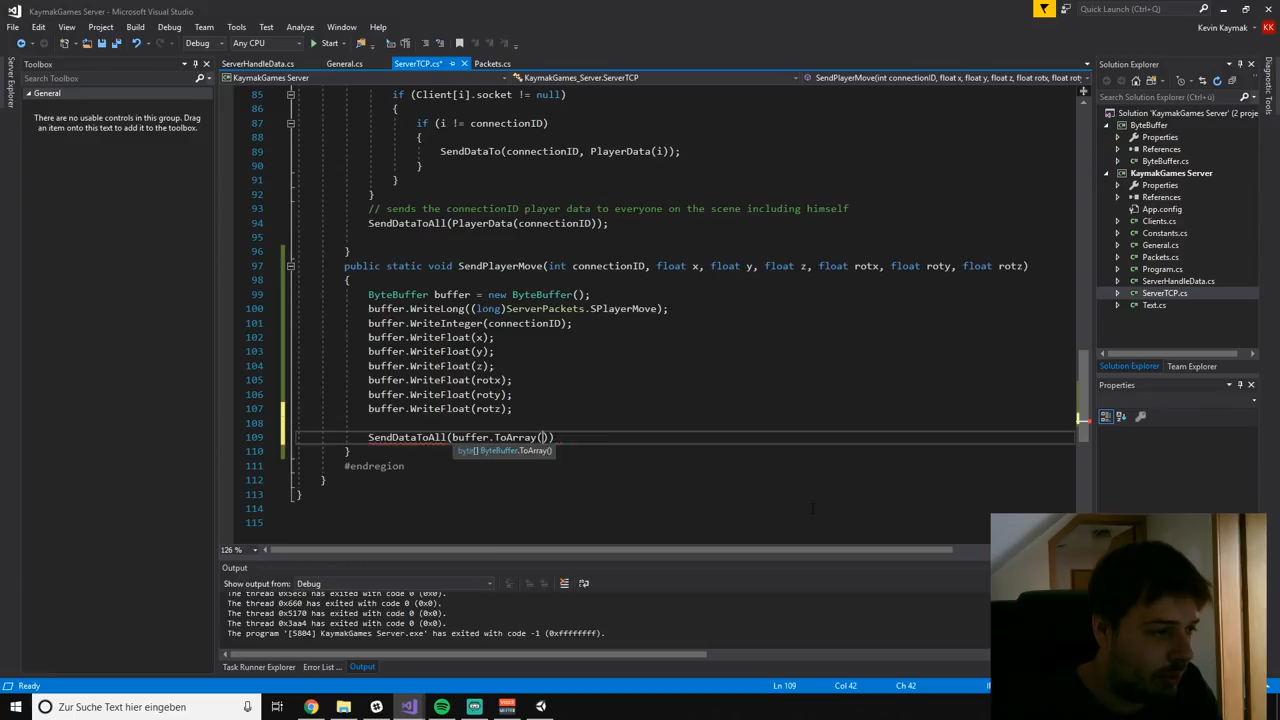 KaymakGames Server - Microsoft Visual Studio
Quick Launch (Ctrl+Q)
File Edit View Project Build Debug Team Tools Test Analyze Window Help
Kevin Kaymak KK
Debug Any CPU Start
Server Explorer
Toolbox
Search Toolbox
General
There are no usable controls in this group. Drag
an item onto this text to add it to the toolbox.
ServerHandleData.cs General.cs ServerTCP.cs* Packets.cs
KaymakGames Server KaymakGames_Server.ServerTCP SendPlayerMove(int connectionID, float x, float y, float z, float rotx, float roty
85 if (Client[i].socket != null)
86 {
87 if (i != connectionID)
88 {
89 SendDataTo(connectionID, PlayerData(i));
90 }
91 }
92 }
93 // sends the connectionID player data to everyone on the scene including himself
94 SendDataToAll(PlayerData(connectionID));
95
96 }
97 public static void SendPlayerMove(int connectionID, float x, float y, float z, float rotx, float roty, float rotz)
98 {
99 ByteBuffer buffer = new ByteBuffer();
100 buffer.WriteLong((long)ServerPackets.SPlayerMove);
101 buffer.WriteInteger(connectionID);
102 buffer.WriteFloat(x);
103 buffer.WriteFloat(y);
104 buffer.WriteFloat(z);
105 buffer.WriteFloat(rotx);
106 buffer.WriteFloat(roty);
107 buffer.WriteFloat(rotz);
108
109 SendDataToAll(buffer.ToArray())
byte[] ByteBuffer.ToArray()
110 }
111 #endregion
112 }
113 }
114
115
126 %
Output
Show output from: Debug
The thread 0x5ec8 has exited with code 0 (0x0).
The thread 0x660 has exited with code 0 (0x0).
The thread 0x5170 has exited with code 0 (0x0).
The thread 0x3aa4 has exited with code 0 (0x0).
The program '[5804] KaymakGames Server.exe' has exited with code -1 (0xffffffff).
Task Runner Explorer Error List ... Output
Solution Explorer
Search Solution Explorer (Ctrl+ü)
Solution 'KaymakGames Server' (2 proje
ByteBuffer
Properties
References
ByteBuffer.cs
KaymakGames Server
Properties
References
App.config
Clients.cs
Constants.cs
General.cs
Packets.cs
Program.cs
ServerHandleData.cs
ServerTCP.cs
Text.cs
Solution Explorer Team Explorer
Properties
Diagnostic Tools
Ready Ln 109 Col 42 Ch 42
Zur Suche Text hier eingeben